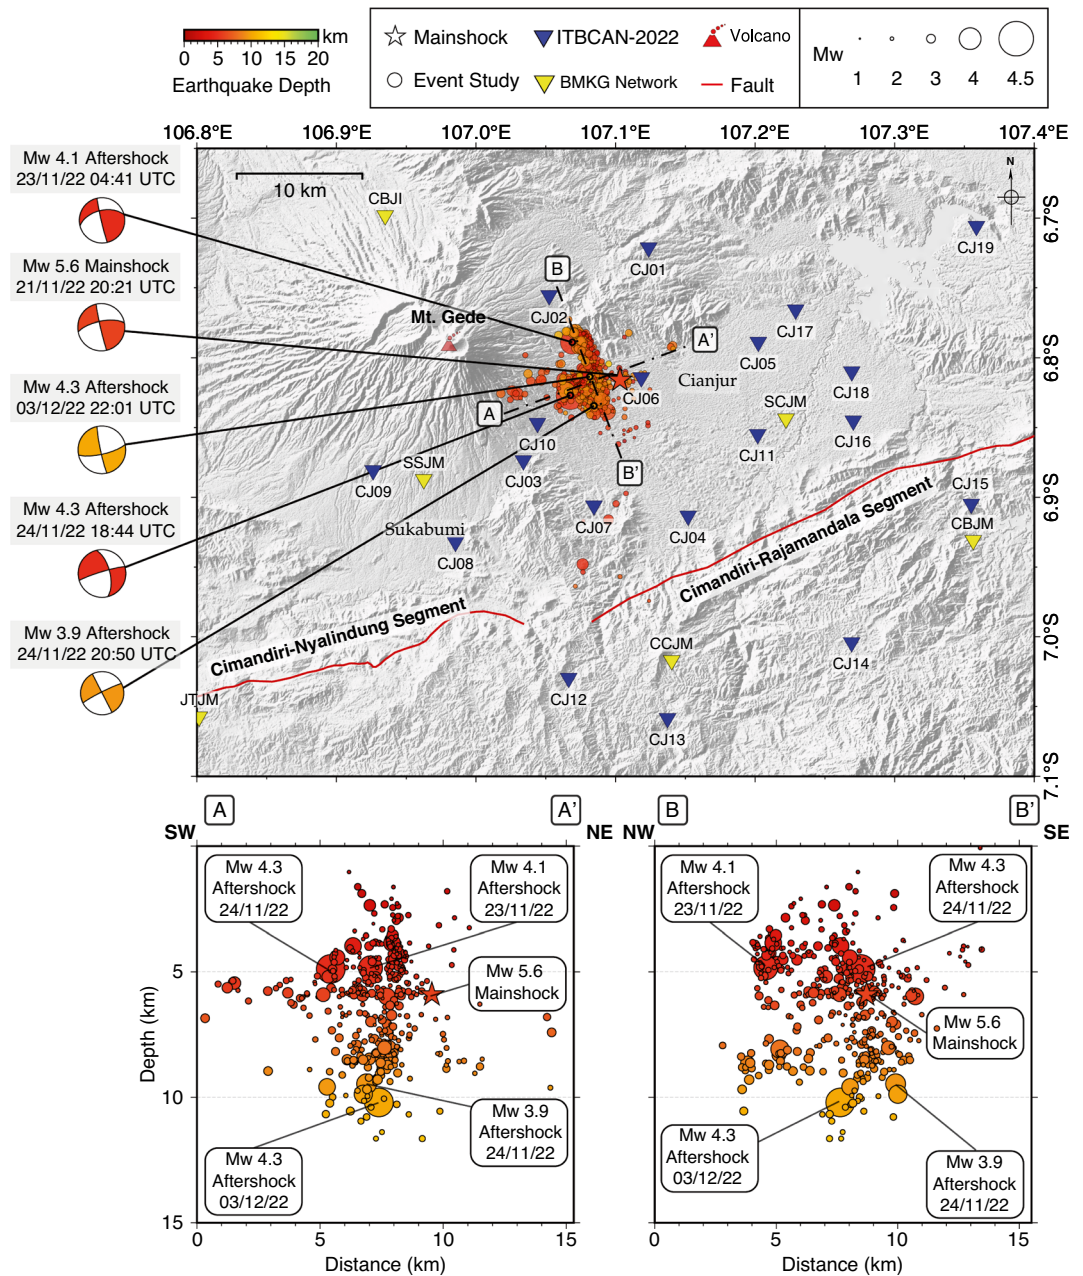 km
0 5 10 15 20
Earthquake Depth
Mainshock
ITBCAN-2022
Volcano
Event Study
BMKG Network
Fault
Mw
1 2 3 4 4.5
106.8°E 106.9°E 107.0°E 107.1°E 107.2°E 107.3°E 107.4°E
Mw 4.1 Aftershock
23/11/22 04:41 UTC
Mw 5.6 Mainshock
21/11/22 20:21 UTC
Mw 4.3 Aftershock
03/12/22 22:01 UTC
Mw 4.3 Aftershock
24/11/22 18:44 UTC
Mw 3.9 Aftershock
24/11/22 20:50 UTC
10 km
N
CBJI
6.7°S
CJ19
CJ01
B
CJ02
Mt. Gede
CJ17
A'
CJ05
6.8°S
Cianjur
CJ06
CJ18
SCJM
A
CJ10
CJ16
CJ11
SSJM
CJ03
B'
CJ09
CJ15
6.9°S
CJ07
CBJM
Sukabumi
CJ04
CJ08
Cimandiri-Rajamandala Segment
Cimandiri-Nyalindung Segment
7.0°S
CCJM
CJ14
JTJM
CJ12
CJ13
7.1°S
A A'
SW NE
Mw 4.3
Aftershock
24/11/22
Mw 4.1
Aftershock
23/11/22
Mw 5.6
Mainshock
Mw 3.9
Aftershock
24/11/22
Mw 4.3
Aftershock
03/12/22
Depth (km)
5
10
15
0 5 10 15
Distance (km)
B B'
NW SE
Mw 4.1
Aftershock
23/11/22
Mw 4.3
Aftershock
24/11/22
Mw 5.6
Mainshock
Mw 4.3
Aftershock
03/12/22
Mw 3.9
Aftershock
24/11/22
0 5 10 15
Distance (km)